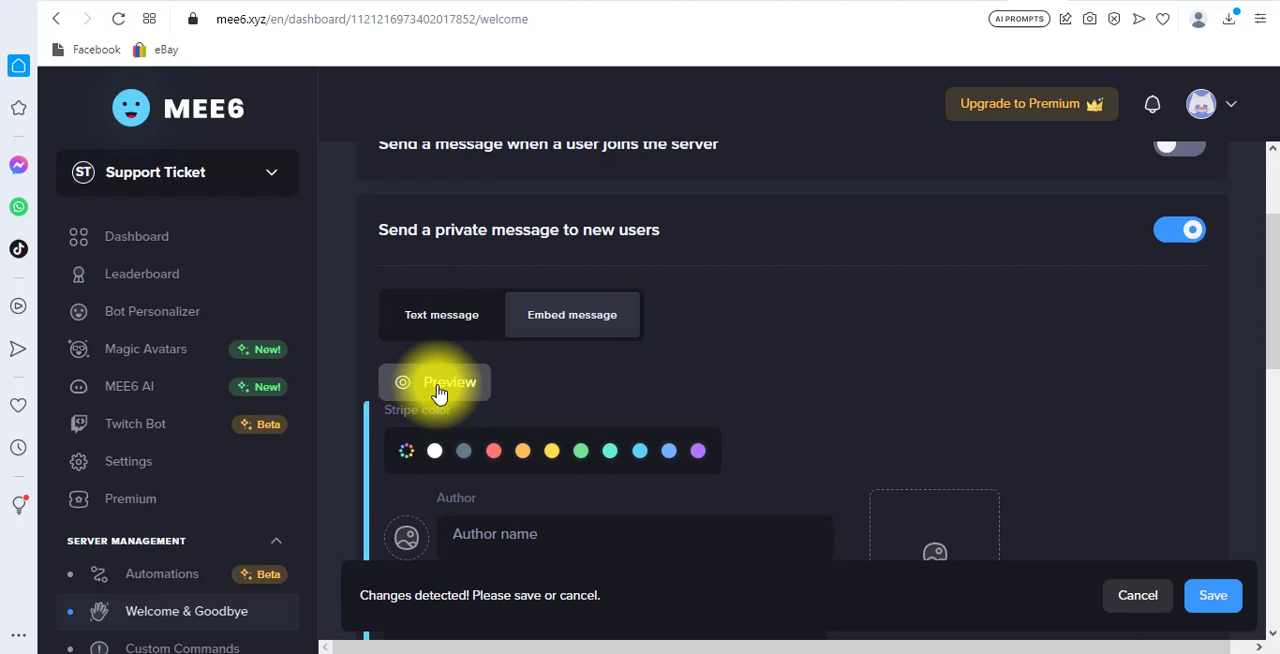 mee6.xyz/en/dashboard/1121216973402017852/welcome
AI PROMPTS
Facebook
eBay
MEE6
Upgrade to Premium
ST
Support Ticket
Dashboard
Leaderboard
Bot Personalizer
Magic Avatars
New!
MEE6 AI
New!
Twitch Bot
Beta
Settings
Premium
SERVER MANAGEMENT
Automations
Beta
Welcome & Goodbye
Custom Commands
Send a message when a user joins the server
Send a private message to new users
Text message
Embed message
Preview
Stripe color
Author
Author name
Changes detected! Please save or cancel.
Cancel
Save